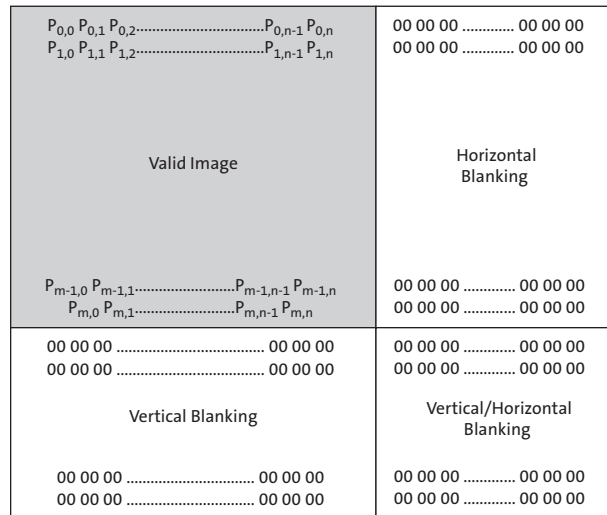 P0,0 P0,1 P0,2.....................................P0,n-1 P0,n
00 00 00 ............ 00 00 00
P1,0 P1,1 P1,2.....................................P1,n-1 P1,n
00 00 00 ............ 00 00 00
Valid Image
Horizontal
Blanking
Pm-1,0 Pm-1,1.............................Pm-1,n-1 Pm-1,n
00 00 00 ............ 00 00 00
Pm,0 Pm,1.............................Pm,n-1 Pm,n
00 00 00 ............ 00 00 00
00 00 00 ..................................... 00 00 00
00 00 00 ............ 00 00 00
00 00 00 ..................................... 00 00 00
00 00 00 ............ 00 00 00
Vertical Blanking
Vertical/Horizontal
Blanking
00 00 00 ................................ 00 00 00
00 00 00 ............ 00 00 00
00 00 00 ................................ 00 00 00
00 00 00 ............ 00 00 00